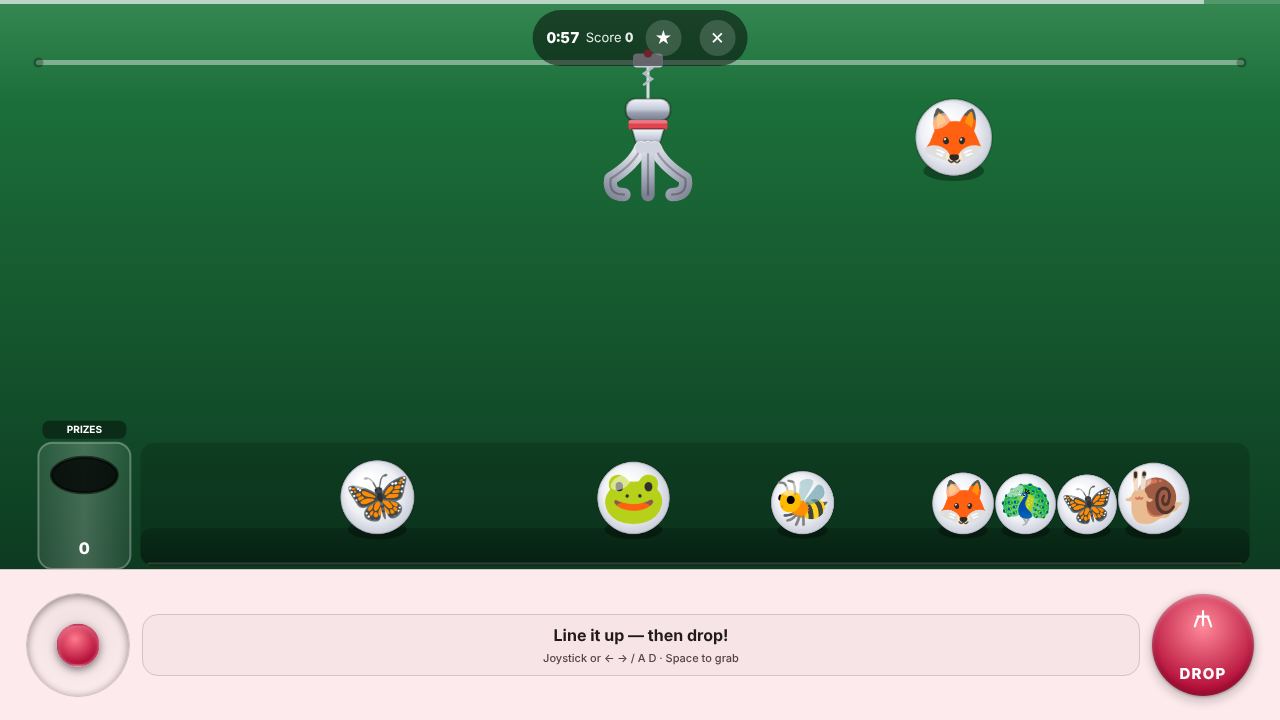 0:57 Score 0
PRIZES
0
Line it up — then drop!
Joystick or ← → / A D · Space to grab
DROP